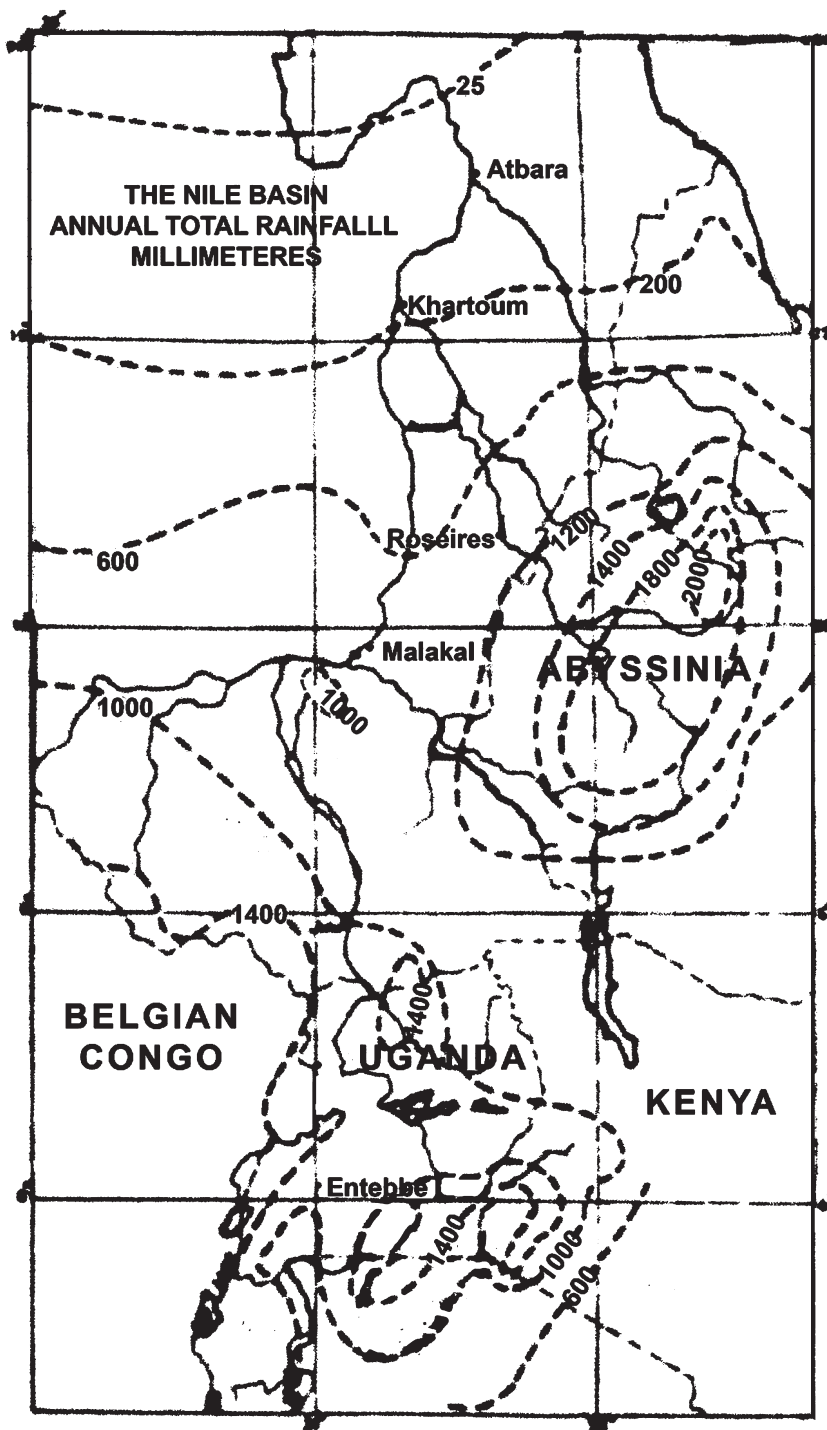 25
Atbara
THE NILE BASIN
ANNUAL TOTAL RAINFALLL
MILLIMETERES
200
Khartoum
1200
Roseires
600
1400
1800
2000
Malakal
ABYSSINIA
1000
1000
1400
1400
BELGIAN
CONGO
UGANDA
KENYA
Entebbe
1400
1000
600